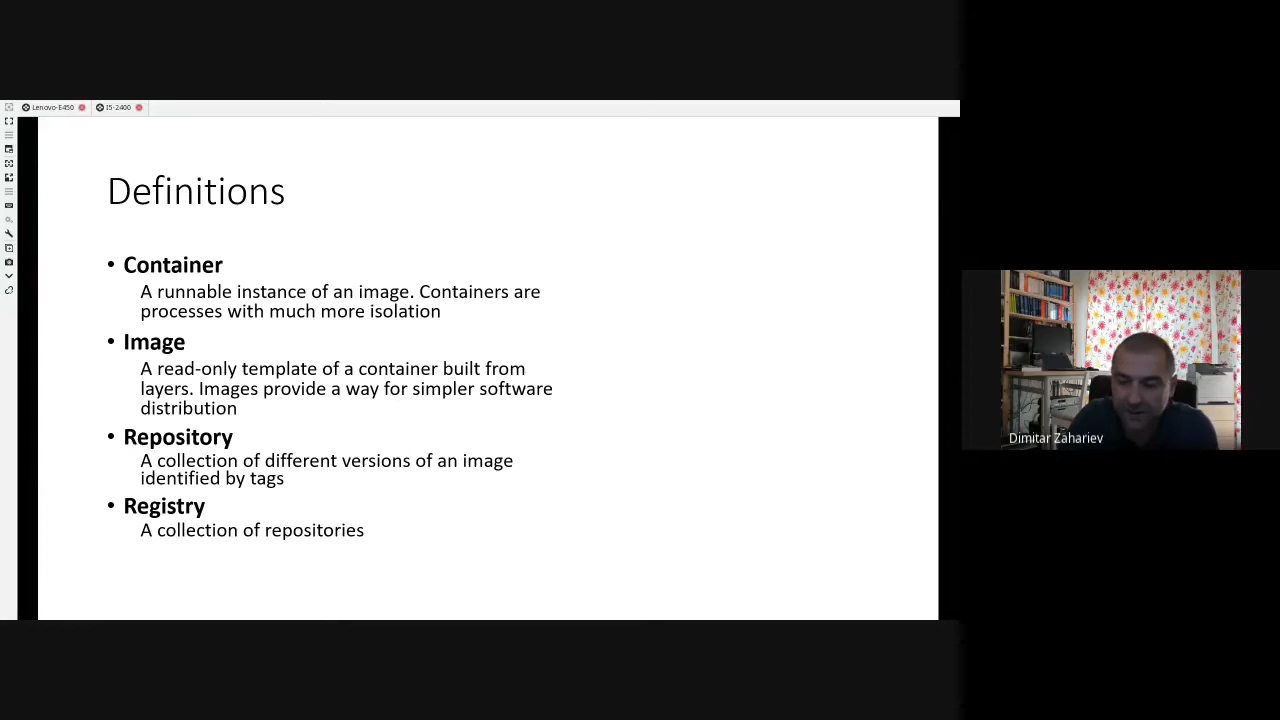 Lenovo-E450
I5-2400
Definitions
• Container
A runnable instance of an image. Containers are
processes with much more isolation
• Image
A read-only template of a container built from
layers. Images provide a way for simpler software
distribution
• Repository
A collection of different versions of an image
identified by tags
• Registry
A collection of repositories
Dimitar Zahariev